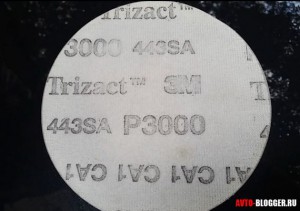 Trizact™
3000 443SA
Trizact™ 3M
443SA P3000
CA1 CA1 CA1
AVTO-BLOGGER.RU